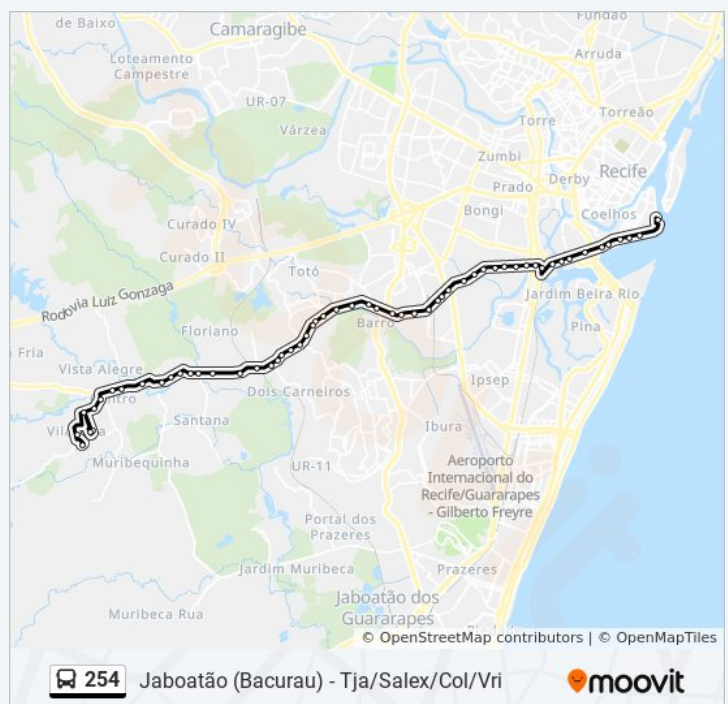 Fundão
de Baixo
Camaragibe
Arruda
Loteamento
Campestre
UR-07
Torreão
Torre
Várzea
Zumbi
Recife
Derby
Prado
Curado IV
Bongi
Coelhos
Curado II
Totó
Rodovia Luiz Gonzaga
Jardim Beira Rio
Floriano
Barro
Pina
a Fria
Vista Alegre
Ipsep
Dois Carneiros
Santana
Ibura
Muribequinha
UR-11
Aeroporto
Internacional do
Recife/Guararapes
- Gilberto Freyre
Portal dos
Prazeres
Jardim Muribeca
Prazeres
Jaboatão dos
Guararapes
Muribeca Rua
© OpenStreetMap contributors | © OpenMapTiles
254 Jaboatão (Bacurau) - Tja/Salex/Col/Vri
moovit